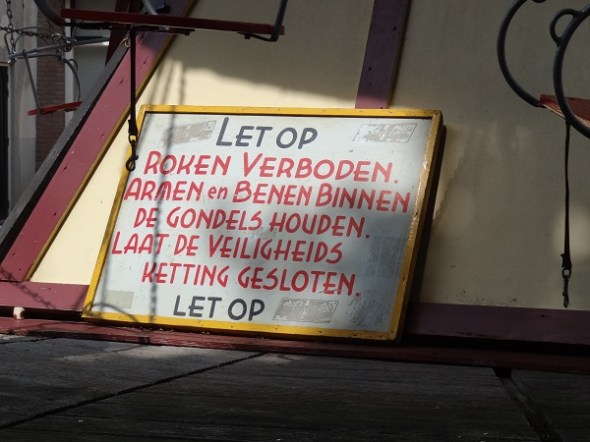 LET OP
ROKEN VERBODEN.
ARMEN en BENEN BINNEN
DE GONDELS HOUDEN.
LAAT DE VEILIGHEIDS
KETTING GESLOTEN.
LET OP